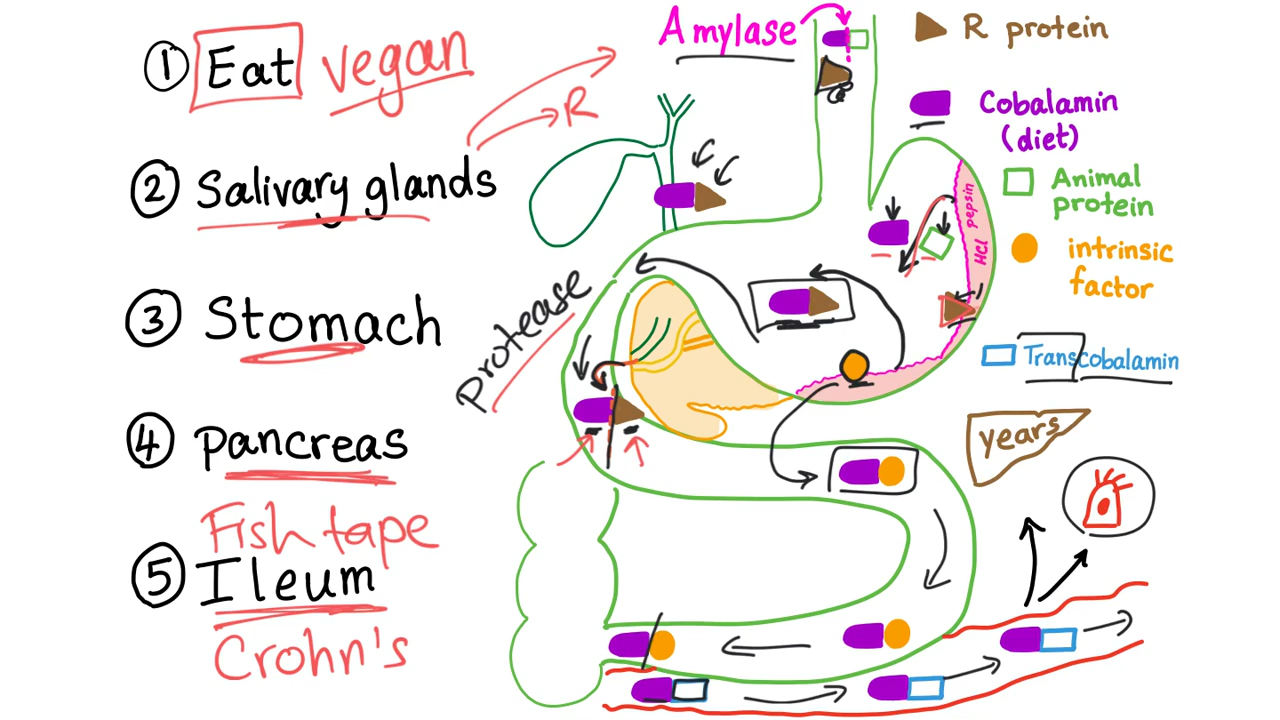 ① Eat vegan
② Salivary glands
R
③ Stomach
④ pancreas
Fish tape
⑤ Ileum
Crohn's
Amylase
R protein
Cobalamin
(diet)
Animal
protein
intrinsic
factor
Transcobalamin
HCl pepsin
protease
years